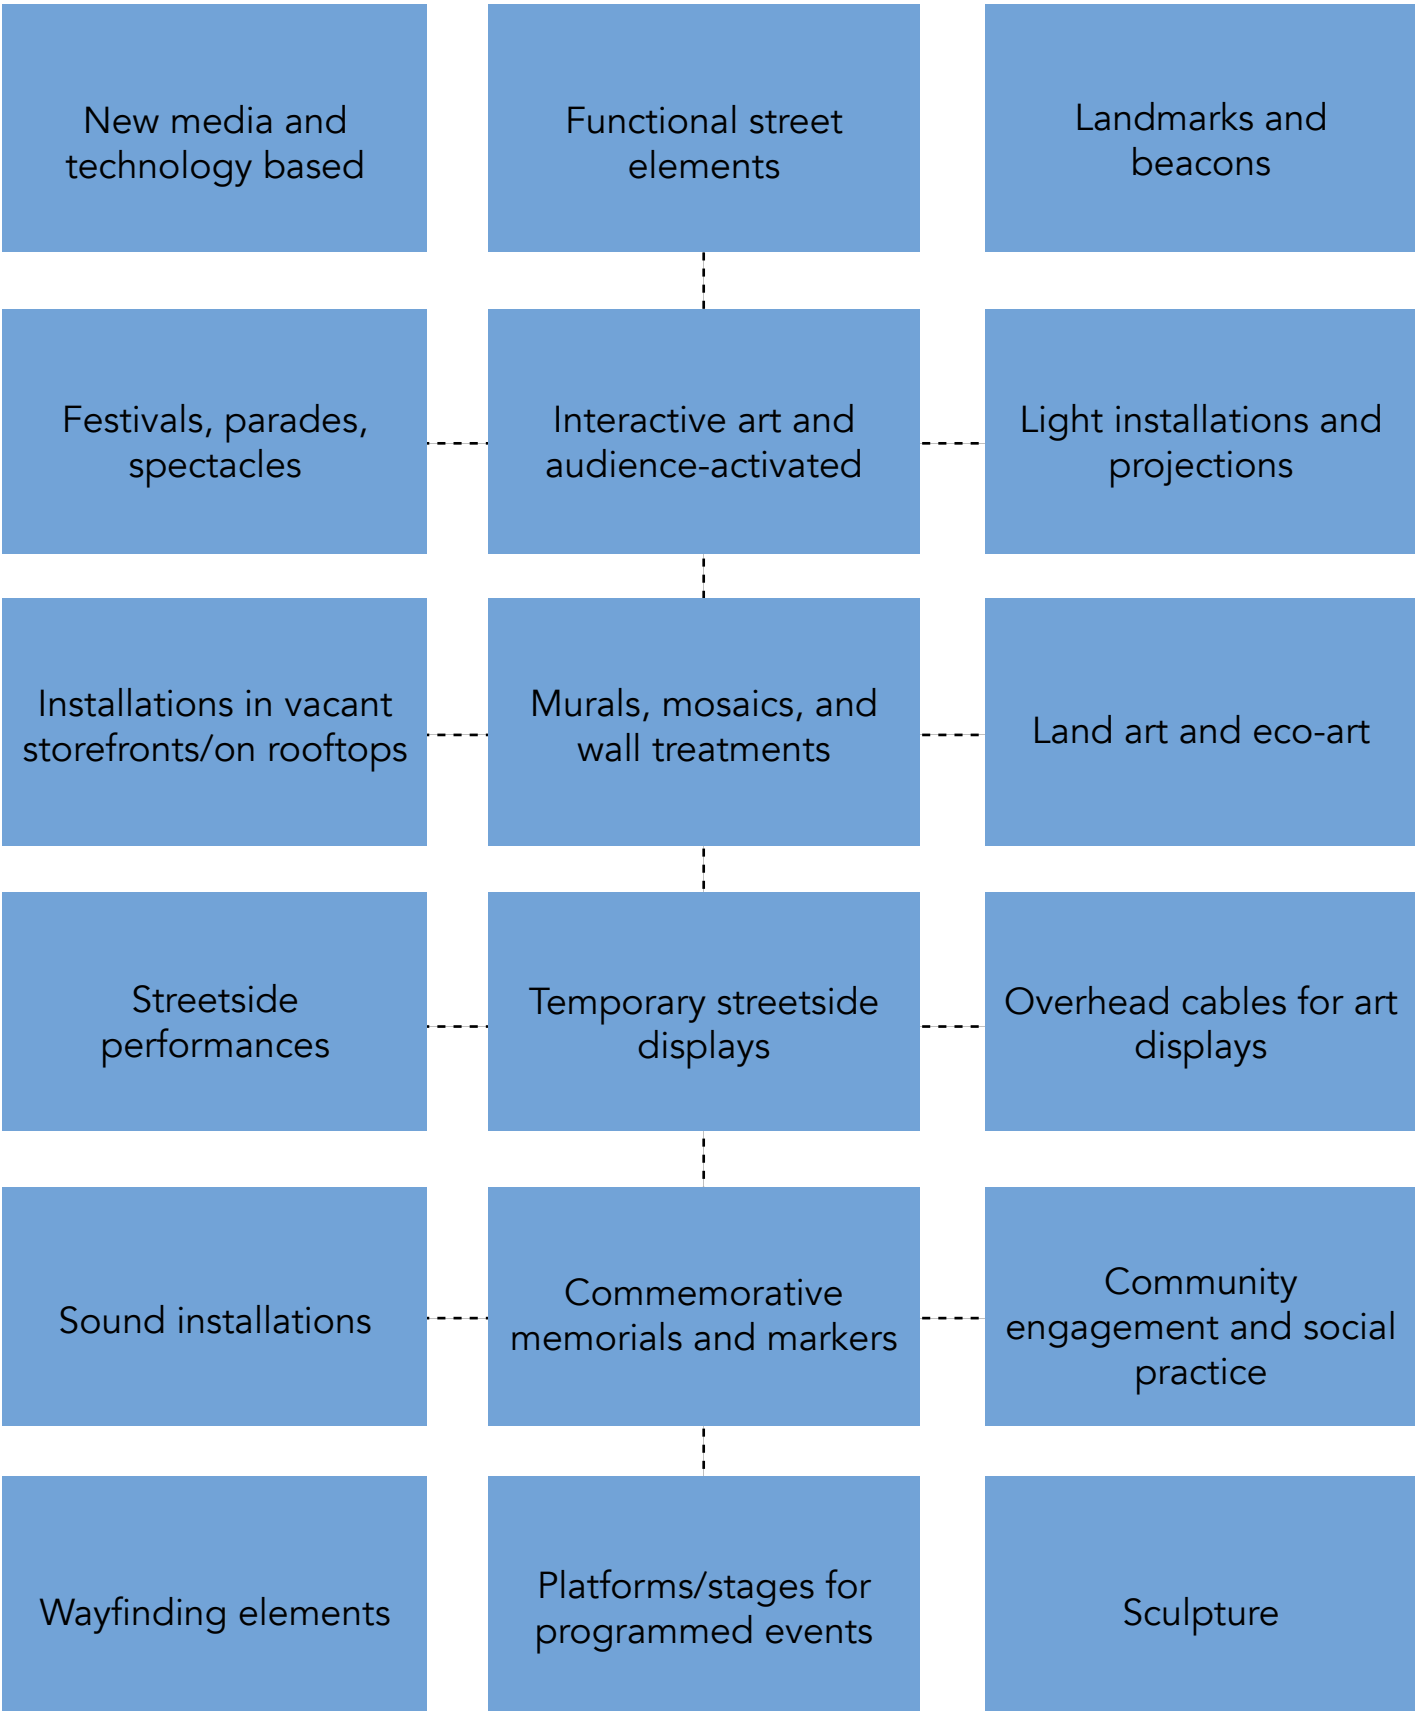 New media and
technology based
Functional street
elements
Landmarks and
beacons
Festivals, parades,
spectacles
Interactive art and
audience-activated
Light installations and
projections
Installations in vacant
storefronts/on rooftops
Murals, mosaics, and
wall treatments
Land art and eco-art
Streetside
performances
Temporary streetside
displays
Overhead cables for art
displays
Sound installations
Commemorative
memorials and markers
Community
engagement and social
practice
Wayfinding elements
Platforms/stages for
programmed events
Sculpture